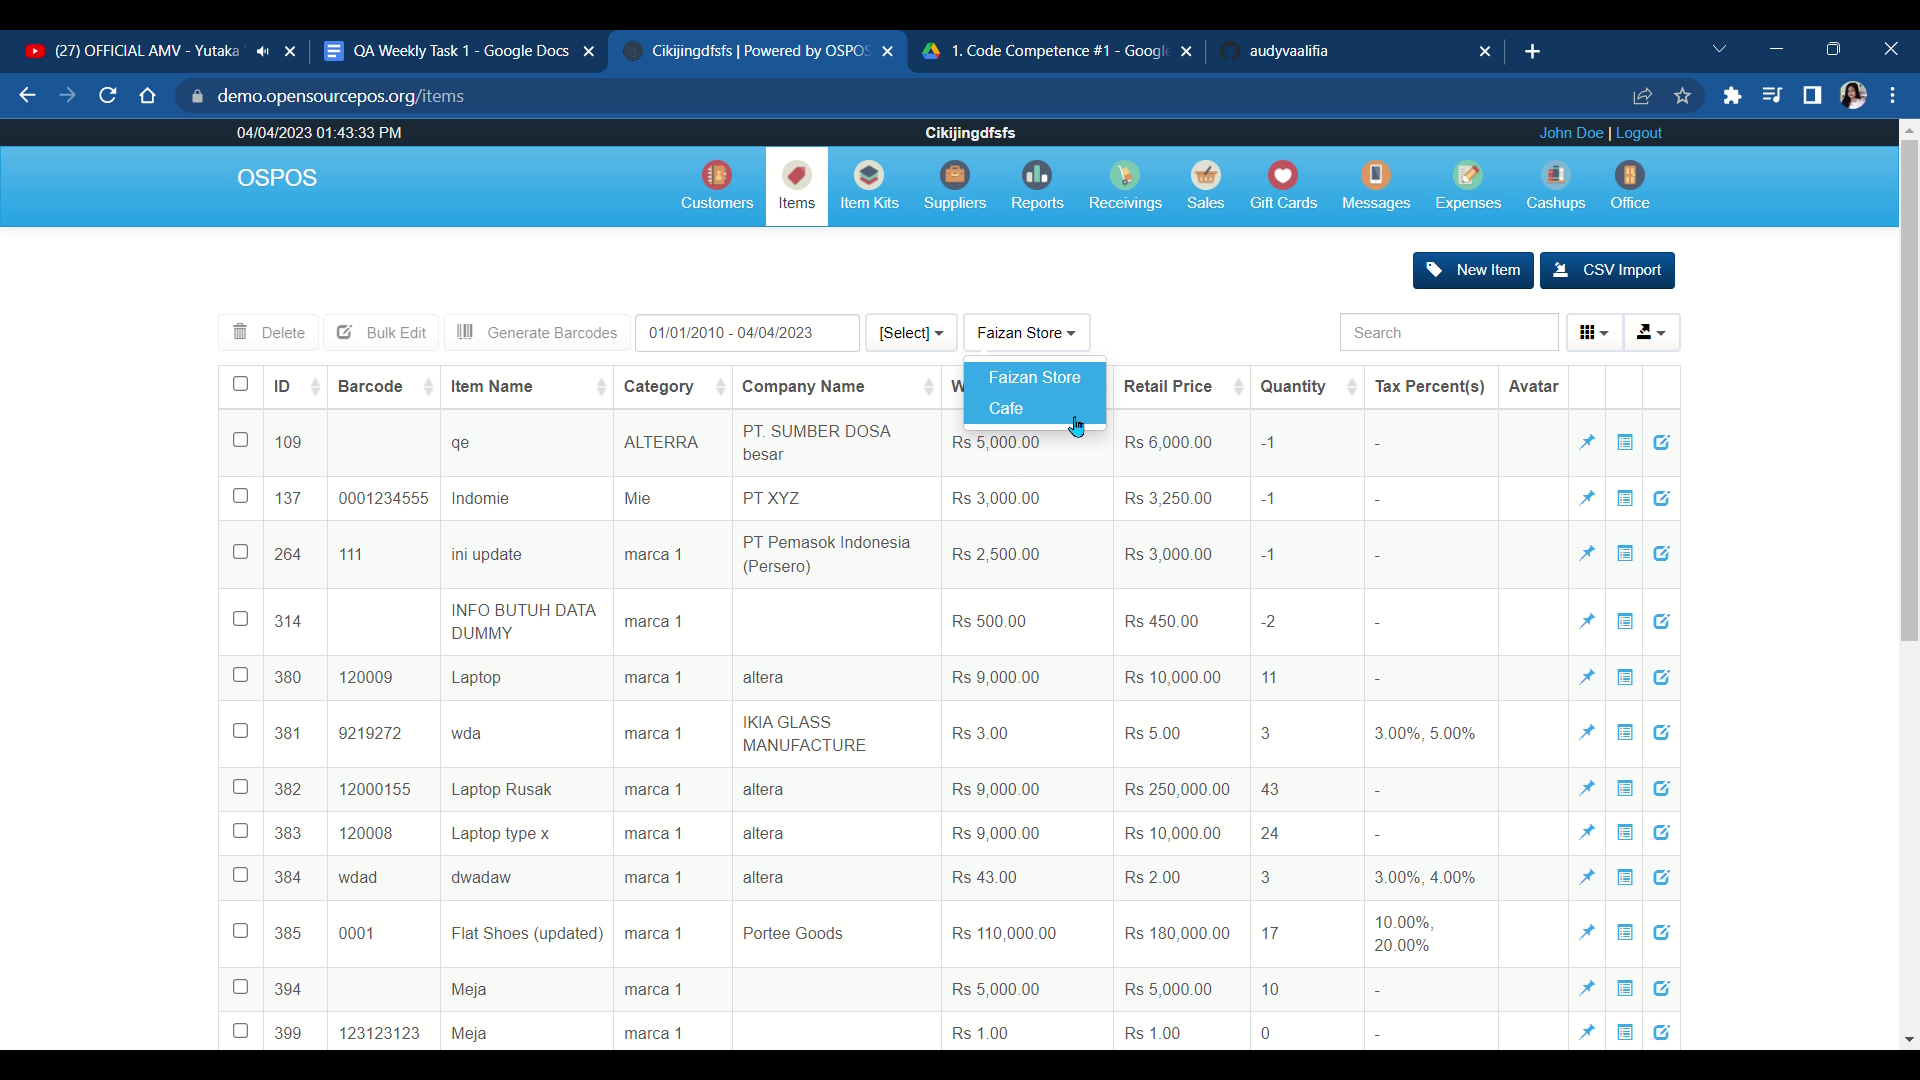 (27) OFFICIAL AMV - Yutaka
QA Weekly Task 1 - Google Docs
Cikijingdfsfs | Powered by OSPOS
1. Code Competence #1 - Google
audyvaalifia
demo.opensourcepos.org/items
04/04/2023 01:43:33 PM
Cikijingdfsfs
John Doe | Logout
OSPOS
Customers
Items
Item Kits
Suppliers
Reports
Receivings
Sales
Gift Cards
Messages
Expenses
Cashups
Office
New Item
CSV Import
Delete
Bulk Edit
Generate Barcodes
01/01/2010 - 04/04/2023
[Select]
Faizan Store
Search
Faizan Store
Cafe
ID Barcode Item Name Category Company Name W Retail Price Quantity Tax Percent(s) Avatar
109 qe ALTERRA PT. SUMBER DOSA besar Rs 5,000.00 Rs 6,000.00 -1 -
137 0001234555 Indomie Mie PT XYZ Rs 3,000.00 Rs 3,250.00 -1 -
264 111 ini update marca 1 PT Pemasok Indonesia (Persero) Rs 2,500.00 Rs 3,000.00 -1 -
314 INFO BUTUH DATA DUMMY marca 1 Rs 500.00 Rs 450.00 -2 -
380 120009 Laptop marca 1 altera Rs 9,000.00 Rs 10,000.00 11 -
381 9219272 wda marca 1 IKIA GLASS MANUFACTURE Rs 3.00 Rs 5.00 3 3.00%, 5.00%
382 12000155 Laptop Rusak marca 1 altera Rs 9,000.00 Rs 250,000.00 43 -
383 120008 Laptop type x marca 1 altera Rs 9,000.00 Rs 10,000.00 24 -
384 wdad dwadaw marca 1 altera Rs 43.00 Rs 2.00 3 3.00%, 4.00%
385 0001 Flat Shoes (updated) marca 1 Portee Goods Rs 110,000.00 Rs 180,000.00 17 10.00%, 20.00%
394 Meja marca 1 Rs 5,000.00 Rs 5,000.00 10 -
399 123123123 Meja marca 1 Rs 1.00 Rs 1.00 0 -